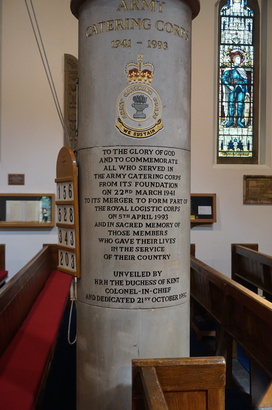 ARMY
CATERING CORPS
1941 - 1993
WE SUSTAIN
TO THE GLORY OF GOD
AND TO COMMEMORATE
ALL WHO SERVED IN
THE ARMY CATERING CORPS
FROM ITS FOUNDATION
ON 22ND MARCH 1941
TO ITS MERGER TO FORM PART OF
THE ROYAL LOGISTIC CORPS
ON 5TH APRIL 1993
AND IN SACRED MEMORY OF
THOSE MEMBERS
WHO GAVE THEIR LIVES
IN THE SERVICE
OF THEIR COUNTRY
UNVEILED BY
HRH THE DUCHESS OF KENT
COLONEL-IN-CHIEF
AND DEDICATED 21ST OCTOBER